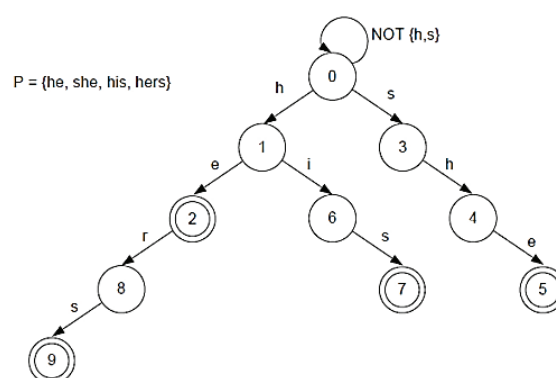 NOT {h,s}
P = {he, she, his, hers}
0
h
s
1
3
e
i
h
2
6
4
r
s
e
8
7
5
s
9